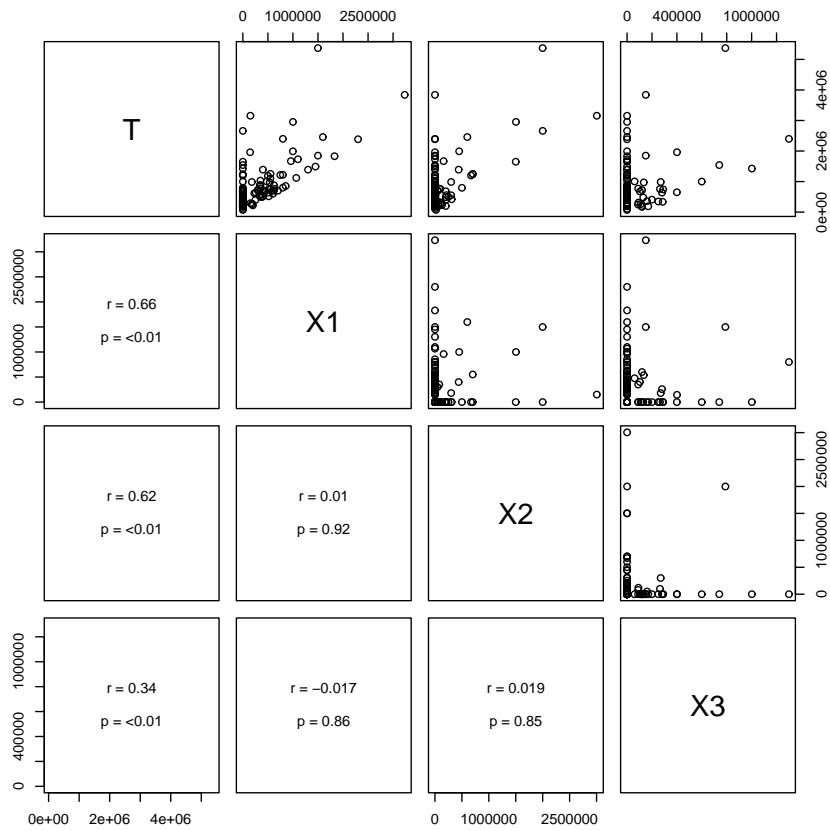 0 1000000 2500000
0 400000 1000000
T
0e+00 2e+06 4e+06
0 1000000 2500000
r = 0.66
p = <0.01
X1
r = 0.62
p = <0.01
r = 0.01
p = 0.92
X2
0 1000000 2500000
0 400000 1000000
r = 0.34
p = <0.01
r = −0.017
p = 0.86
r = 0.019
p = 0.85
X3
0e+00 2e+06 4e+06
0 1000000 2500000